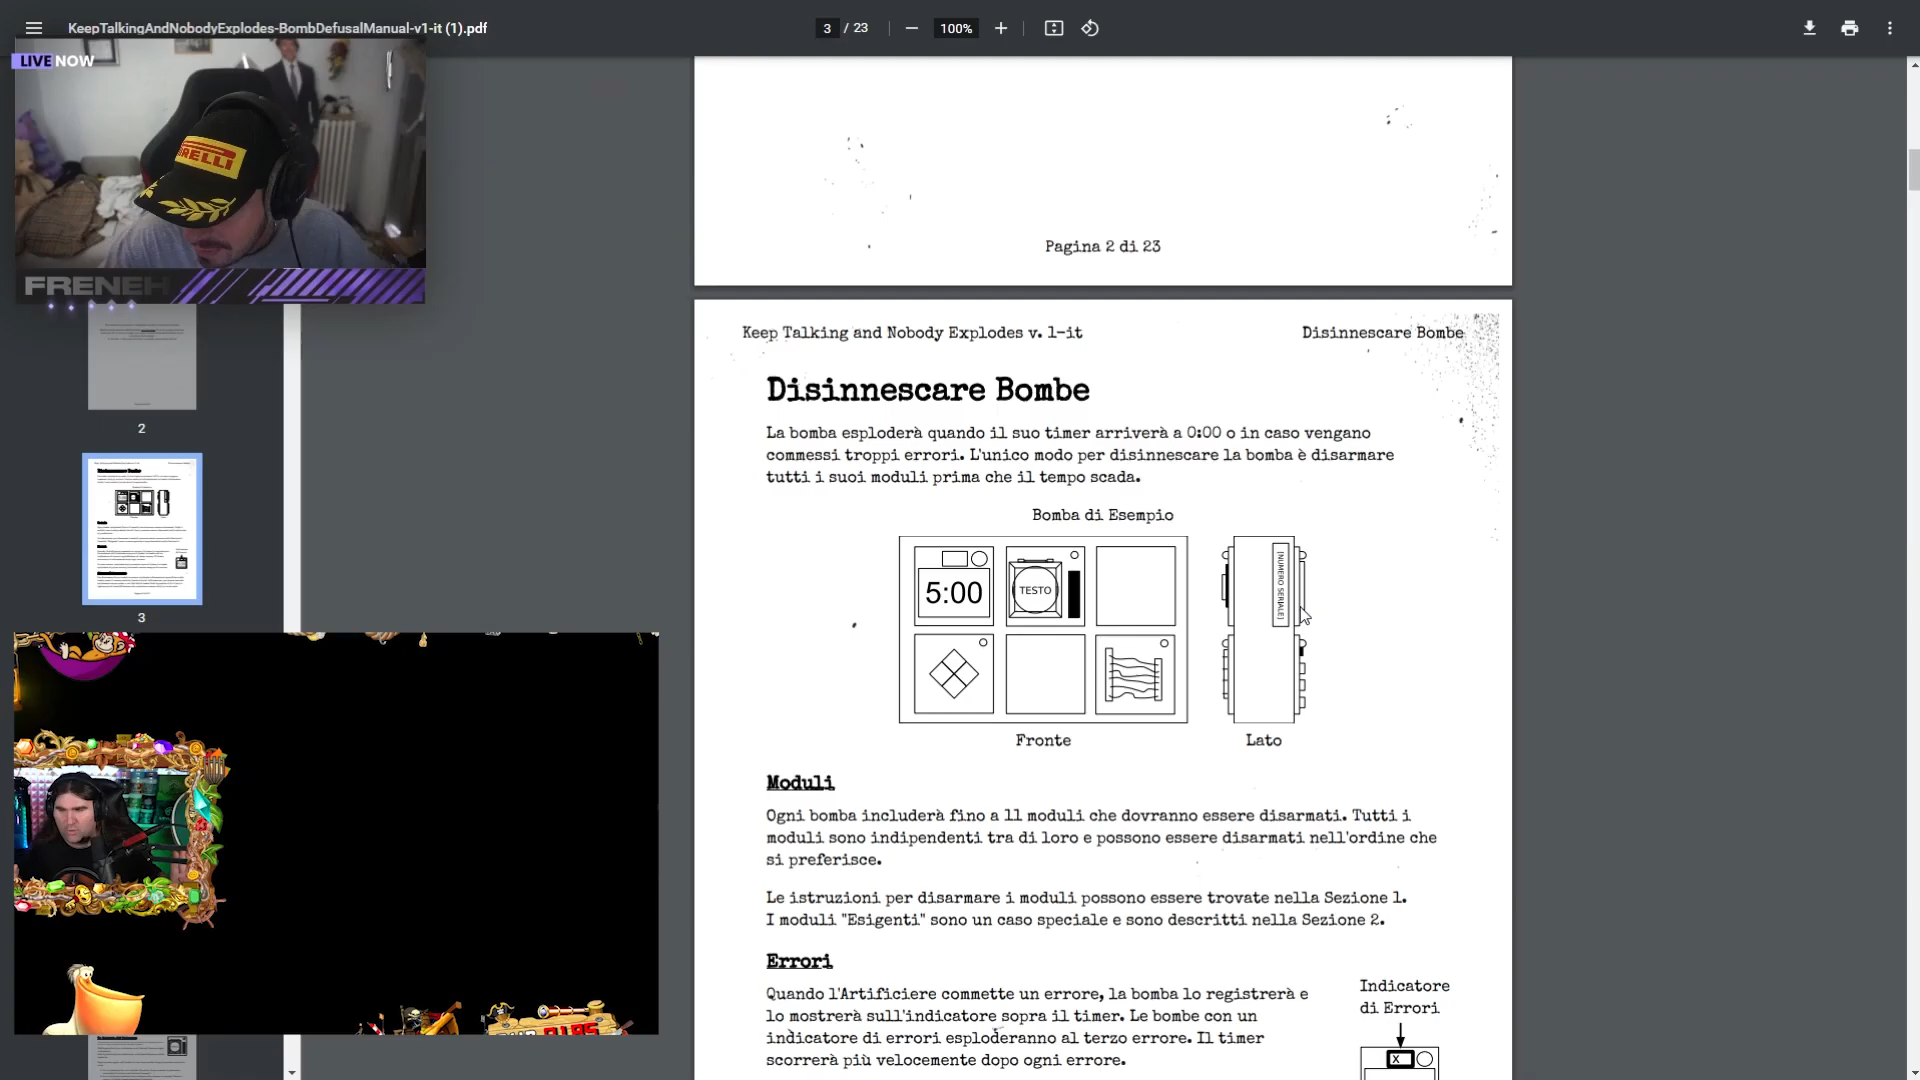 KeepTalkingAndNobodyExplodes-BombDefusalManual-v1-it (1).pdf
3 / 23
100%
LIVE NOW
FRENEH
2
3
Pagina 2 di 23
Keep Talking and Nobody Explodes v. 1-it
Disinnescare Bombe
Disinnescare Bombe
La bomba esploderà quando il suo timer arriverà a 0:00 o in caso vengano
commessi troppi errori. L'unico modo per disinnescare la bomba è disarmare
tutti i suoi moduli prima che il tempo scada.
Bomba di Esempio
5:00
TESTO
[NUMERO SERIALE]
Fronte
Lato
Moduli
Ogni bomba includerà fino a 11 moduli che dovranno essere disarmati. Tutti i
moduli sono indipendenti tra di loro e possono essere disarmati nell'ordine che
si preferisce.
Le istruzioni per disarmare i moduli possono essere trovate nella Sezione 1.
I moduli "Esigenti" sono un caso speciale e sono descritti nella Sezione 2.
Errori
Quando l'Artificiere commette un errore, la bomba lo registrerà e
lo mostrerà sull'indicatore sopra il timer. Le bombe con un
indicatore di errori esploderanno al terzo errore. Il timer
scorrerà più velocemente dopo ogni errore.
Indicatore
di Errori
X